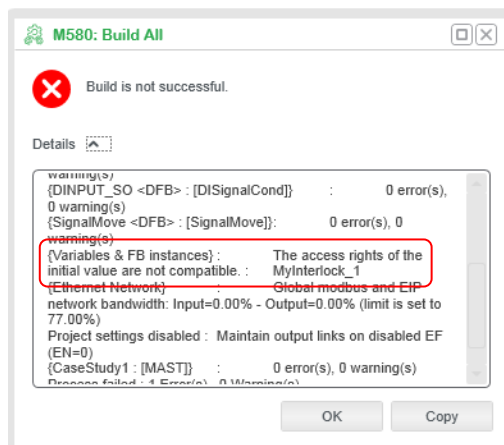 M580: Build All
Build is not successful.
Details
warning(s)
{DINPUT_SO <DFB> : [DISignalCond]} : 0 error(s),
0 warning(s)
{SignalMove <DFB> : [SignalMove]}: 0 error(s), 0
warning(s)
{Variables & FB instances} : The access rights of the
initial value are not compatible. : MyInterlock_1
{Ethernet Network} : Global modbus and EIP
network bandwidth: Input=0.00% - Output=0.00% (limit is set to
77.00%)
Project settings disabled : Maintain output links on disabled EF
(EN=0)
{CaseStudy1 : [MAST]} : 0 error(s), 0 warning(s)
Process failed : 1 Error(s), 0 Warning(s)
OK Copy